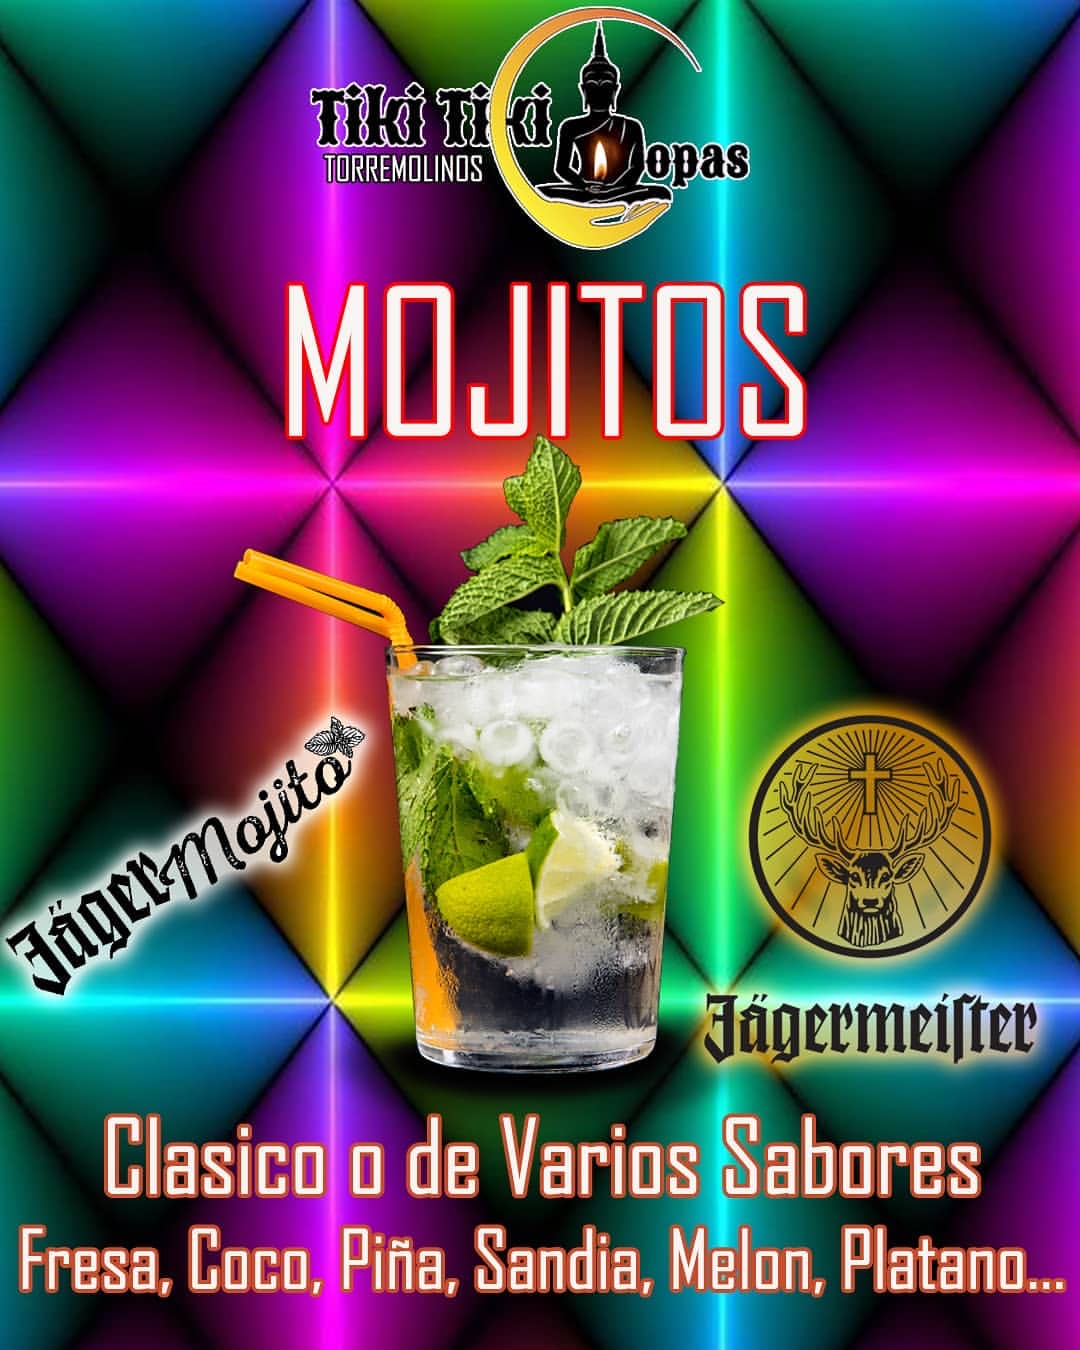 Tiki Tiki
TORREMOLINOS
Copas
MOJITOS
JägerMojito
Jägermeiſter
Clasico o de Varios Sabores
Fresa, Coco, Piña, Sandia, Melon, Platano...